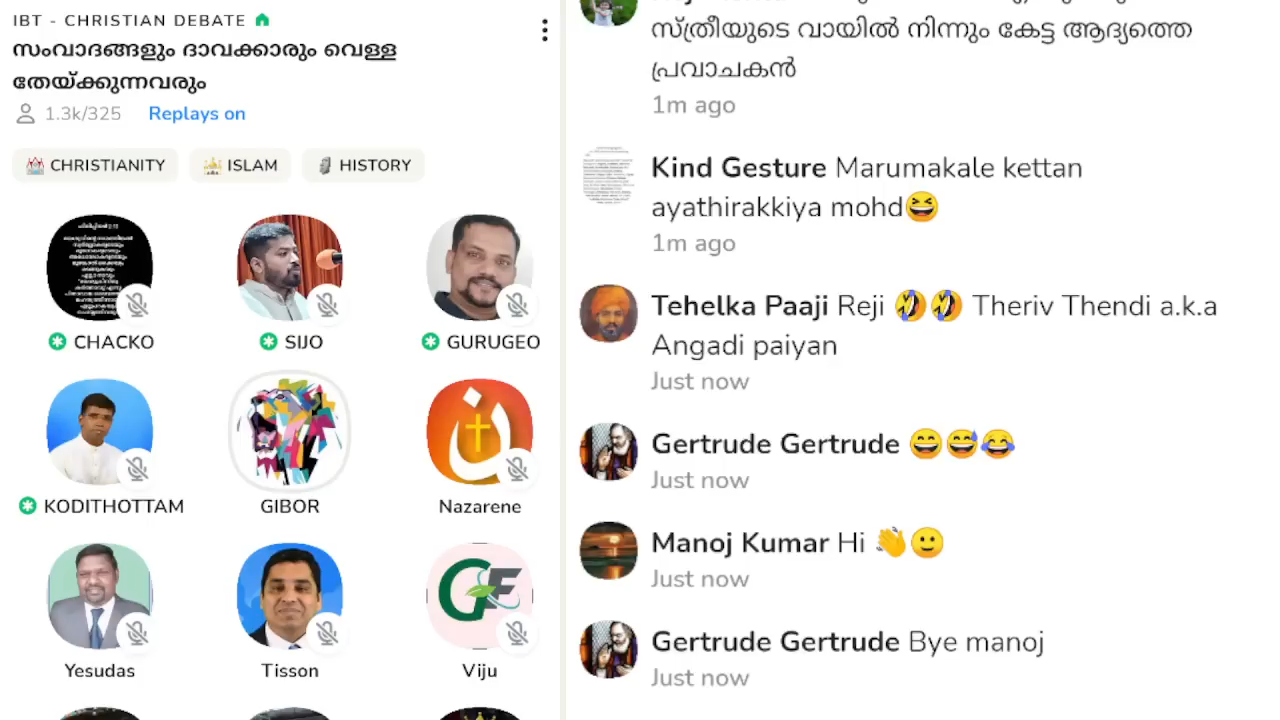 IBT - CHRISTIAN DEBATE
സംവാദങ്ങളും ദാവക്കാരും വെള്ള
തേയ്ക്കുന്നവരും
1.3k/325 Replays on
CHRISTIANITY ISLAM HISTORY
CHACKO SIJO GURUGEO
KODITHOTTAM GIBOR Nazarene
Yesudas Tisson Viju
സ്ത്രീയുടെ വായിൽ നിന്നും കേട്ട ആദ്യത്തെ
പ്രവാചകൻ
1m ago
Kind Gesture Marumakale kettan
ayathirakkiya mohd😆
1m ago
Tehelka Paaji Reji 🤣🤣 Theriv Thendi a.k.a
Angadi paiyan
Just now
Gertrude Gertrude 😄😅😂
Just now
Manoj Kumar Hi 👋🙂
Just now
Gertrude Gertrude Bye manoj
Just now